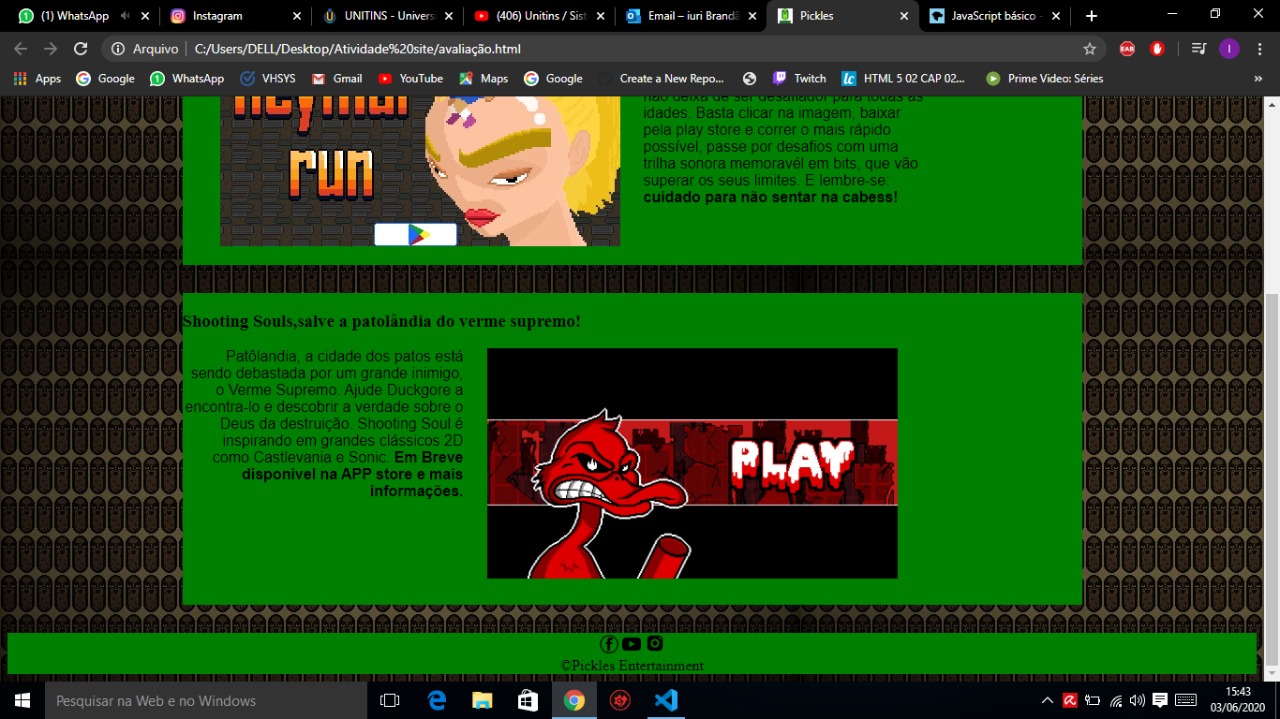 (1) WhatsApp
Instagram
UNITINS - Univers
(406) Unitins / Sist
Email – iuri Brandã
Pickles
JavaScript básico -
Arquivo
C:/Users/DELL/Desktop/Atividade%20site/avaliação.html
Apps
Google
WhatsApp
VHSYS
Gmail
YouTube
Maps
Google
Create a New Repo...
Twitch
HTML 5 02 CAP 02...
Prime Video: Séries
neymar
run
não deixa de ser desafiador para todas as
idades. Basta clicar na imagem, baixar
pela play store e correr o mais rápido
possível, passe por desafios com uma
trilha sonora memoravél em bits, que vão
superar os seus limites. E lembre-se:
cuidado para não sentar na cabess!
Shooting Souls,salve a patolândia do verme supremo!
Patôlandia, a cidade dos patos está
sendo debastada por um grande inimigo,
o Verme Supremo. Ajude Duckgore a
encontra-lo e descobrir a verdade sobre o
Deus da destruição. Shooting Soul é
inspirando em grandes clássicos 2D
como Castlevania e Sonic. Em Breve
disponivel na APP store e mais
informações.
PLAY
©Pickles Entertainment
Pesquisar na Web e no Windows
15:43
03/06/2020